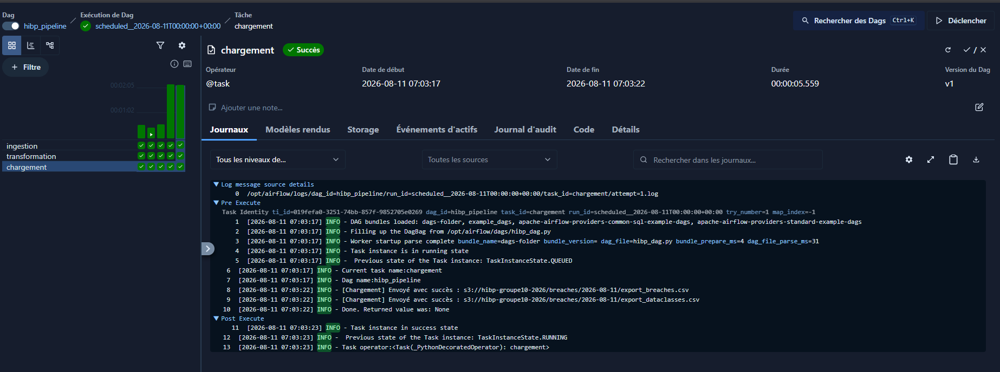 Dag
hibp_pipeline
Exécution de Dag
scheduled__2026-08-11T00:00:00+00:00
Tâche
chargement
Rechercher des Dags Ctrl+K
Déclencher
+ Filtre
00:02:05
00:01:02
ingestion
transformation
chargement
chargement
Succès
Opérateur
@task
Date de début
2026-08-11 07:03:17
Date de fin
2026-08-11 07:03:22
Durée
00:00:05.559
Version du Dag
v1
Ajouter une note...
Journaux Modèles rendus Storage Événements d'actifs Journal d'audit Code Détails
Tous les niveaux de...
Toutes les sources
Rechercher dans les journaux...
Log message source details
0 /opt/airflow/logs/dag_id=hibp_pipeline/run_id=scheduled__2026-08-11T00:00:00+00:00/task_id=chargement/attempt=1.log
Pre Execute
Task Identity ti_id=019fefa0-3251-74bb-857f-9852705e0269 dag_id=hibp_pipeline task_id=chargement run_id=scheduled__2026-08-11T00:00:00+00:00 try_number=1 map_index=-1
1 [2026-08-11 07:03:17] INFO - DAG bundles loaded: dags-folder, example_dags, apache-airflow-providers-common-sql-example-dags, apache-airflow-providers-standard-example-dags
2 [2026-08-11 07:03:17] INFO - Filling up the DagBag from /opt/airflow/dags/hibp_dag.py
3 [2026-08-11 07:03:17] INFO - Worker startup parse complete bundle_name=dags-folder bundle_version= dag_file=hibp_dag.py bundle_prepare_ms=4 dag_file_parse_ms=31
4 [2026-08-11 07:03:17] INFO - Task instance is in running state
5 [2026-08-11 07:03:17] INFO - Previous state of the Task instance: TaskInstanceState.QUEUED
6 [2026-08-11 07:03:17] INFO - Current task name:chargement
7 [2026-08-11 07:03:17] INFO - Dag name:hibp_pipeline
8 [2026-08-11 07:03:22] INFO - [Chargement] Envoyé avec succès : s3://hibp-groupe10-2026/breaches/2026-08-11/export_breaches.csv
9 [2026-08-11 07:03:22] INFO - [Chargement] Envoyé avec succès : s3://hibp-groupe10-2026/breaches/2026-08-11/export_dataclasses.csv
10 [2026-08-11 07:03:22] INFO - Done. Returned value was: None
Post Execute
11 [2026-08-11 07:03:23] INFO - Task instance in success state
12 [2026-08-11 07:03:23] INFO - Previous state of the Task instance: TaskInstanceState.RUNNING
13 [2026-08-11 07:03:23] INFO - Task operator:<Task(_PythonDecoratedOperator): chargement>